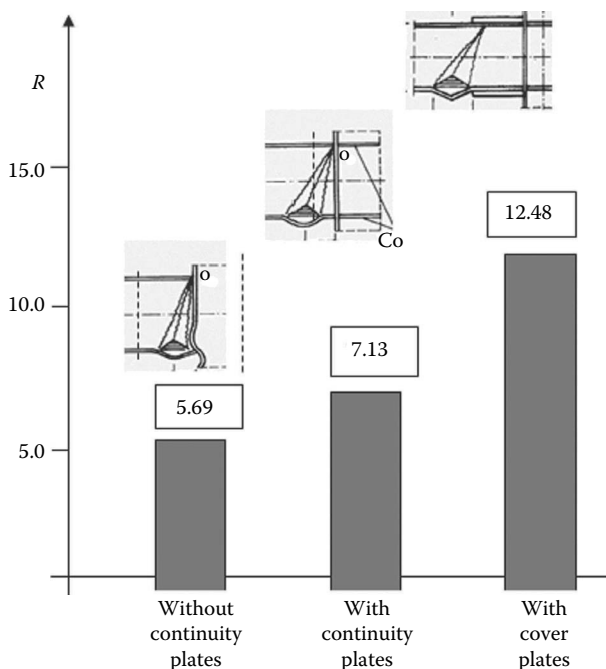 R
15.0
10.0
5.0
o
Co
o
12.48
7.13
5.69
Without
continuity
plates
With
continuity
plates
With
cover
plates